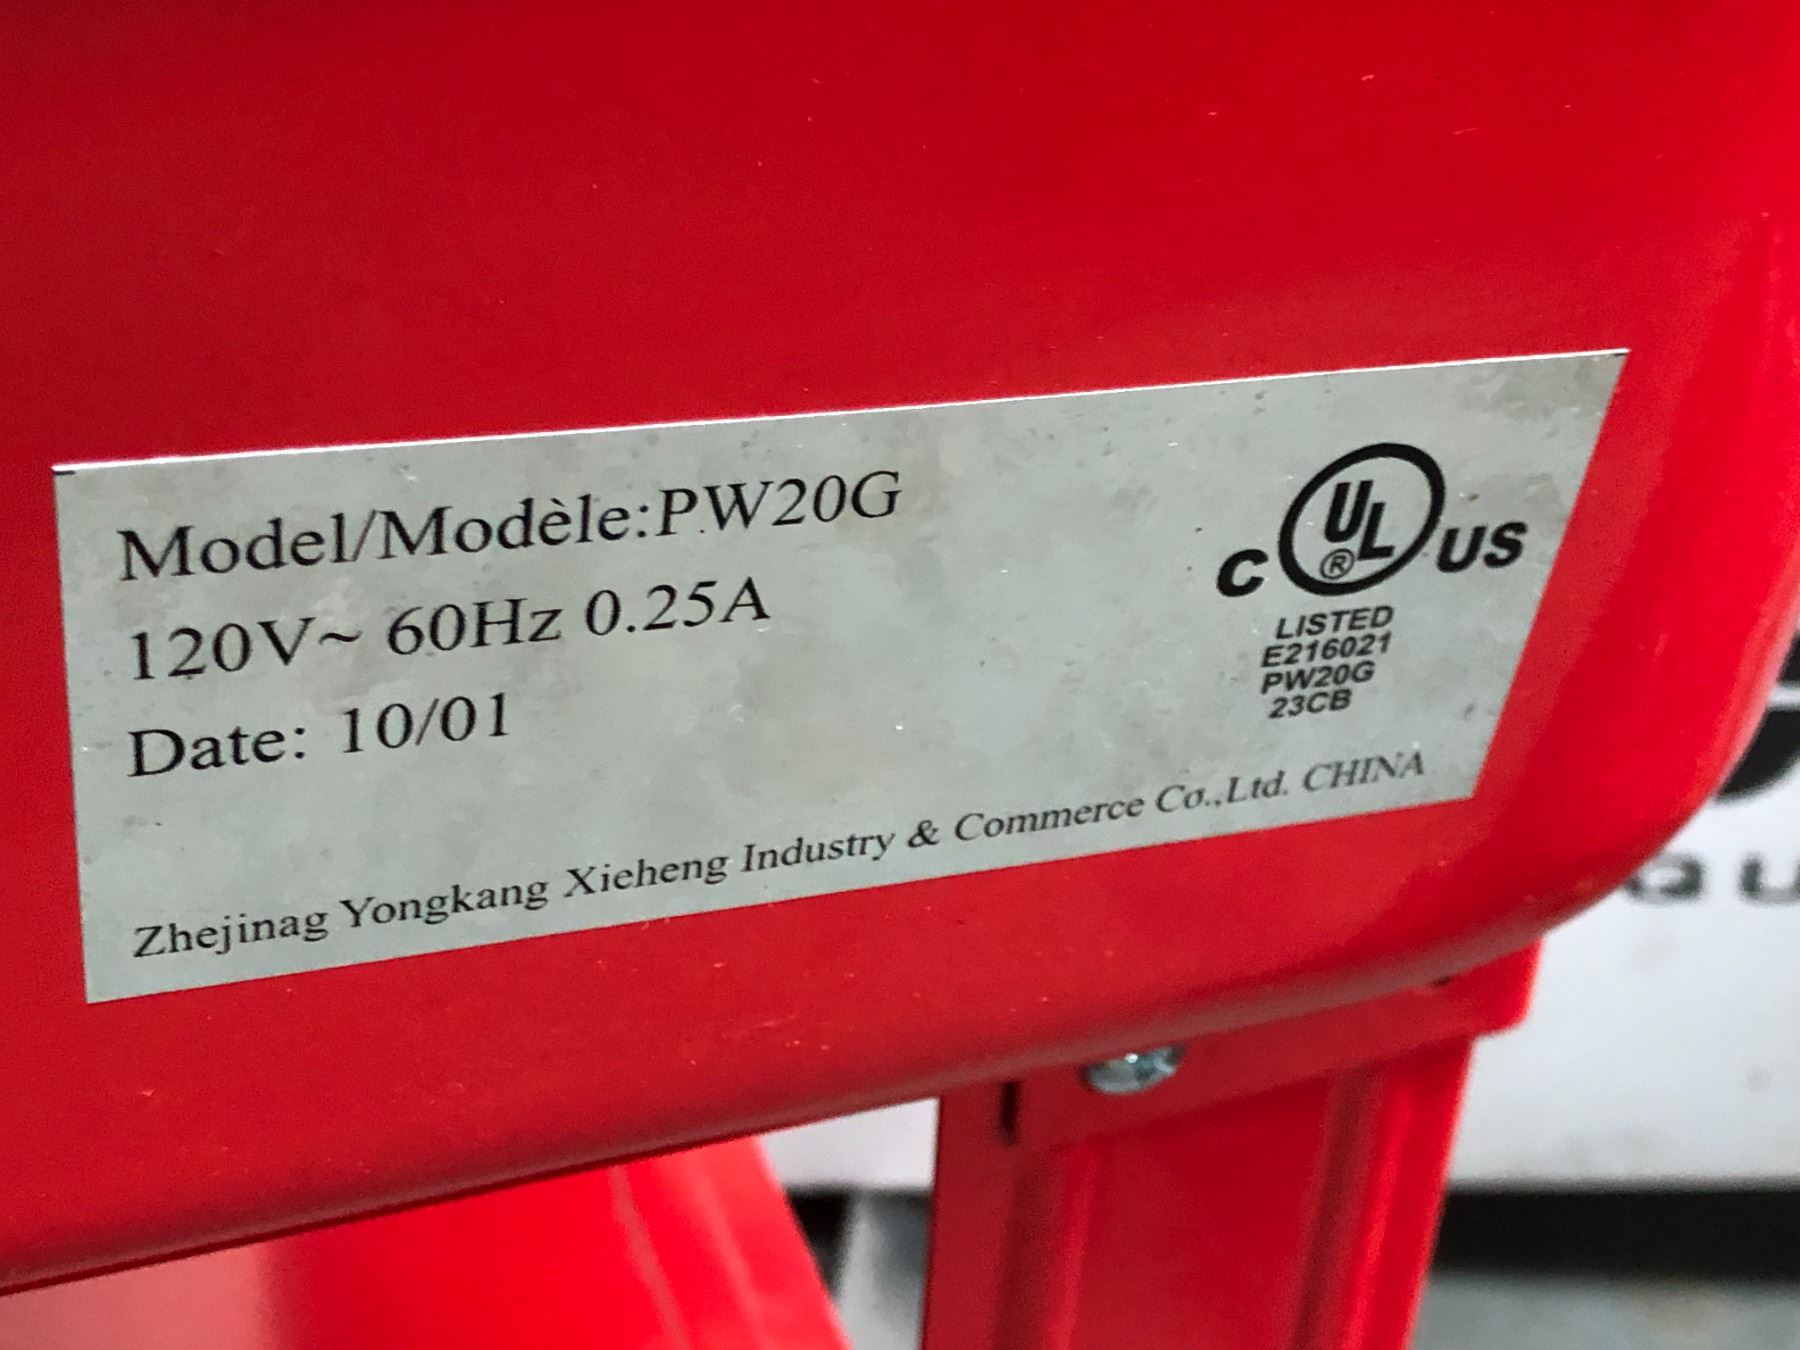 Model/Modèle:PW20G
120V~ 60Hz 0.25A
Date: 10/01
C UL® US
LISTED
E216021
PW20G
23CB
Zhejinag Yongkang Xieheng Industry & Commerce Co.,Ltd. CHINA